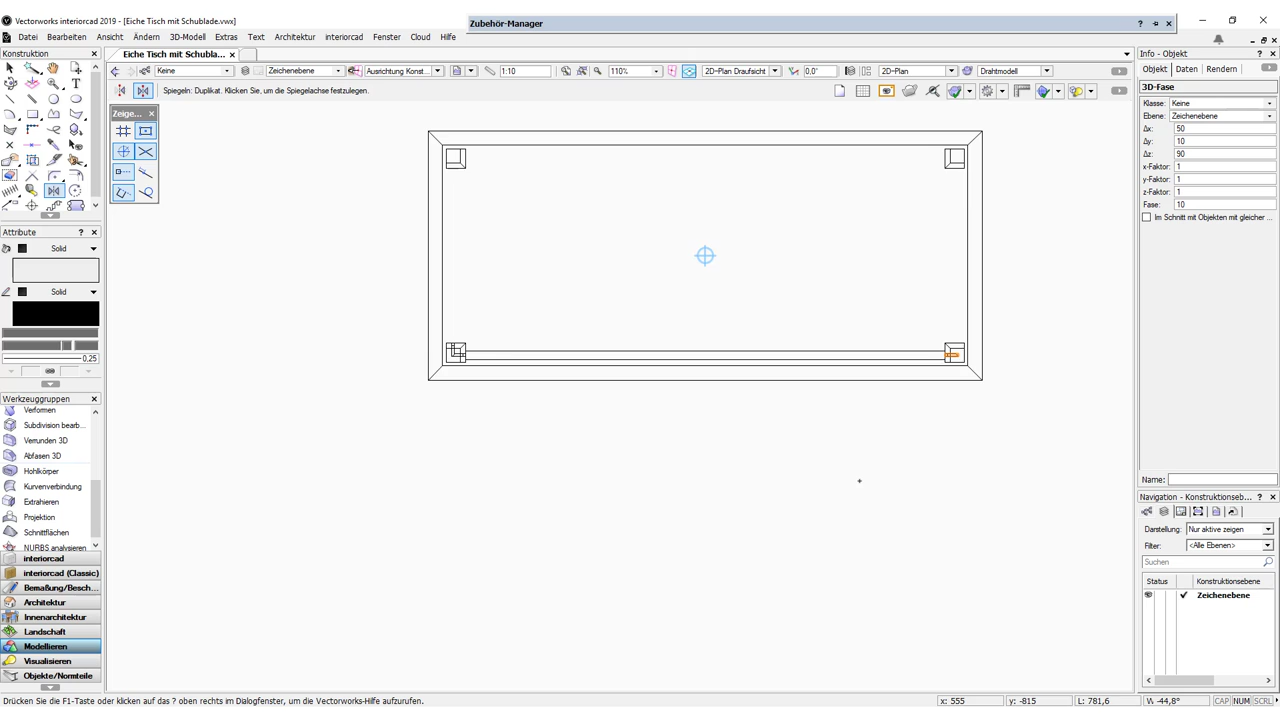 Vectorworks interiorcad 2019 - [Eiche Tisch mit Schublade.vwx]
Zubehör-Manager
Datei Bearbeiten Ansicht Ändern 3D-Modell Extras Text Architektur interiorcad Fenster Cloud Hilfe
Konstruktion
Eiche Tisch mit Schubla...
Keine
Zeichenebene
Ausrichtung Konst...
1:10
110%
2D-Plan Draufsicht
0,0°
2D-Plan
Drahtmodell
Spiegeln: Duplikat. Klicken Sie, um die Spiegelachse festzulegen.
Zeige...
Attribute
Solid
Solid
0,25
Werkzeuggruppen
Verformen
Subdivision bearb...
Verrunden 3D
Abfasen 3D
Hohlkörper
Kurvenverbindung
Extrahieren
Projektion
Schnittflächen
NURBS analysieren
interiorcad
interiorcad (Classic)
Bemaßung/Besch...
Architektur
Innenarchitektur
Landschaft
Modellieren
Visualisieren
Objekte/Normteile
Info - Objekt
Objekt Daten Rendern
3D-Fase
Klasse: Keine
Ebene: Zeichenebene
Δx: 50
Δy: 10
Δz: 90
x-Faktor: 1
y-Faktor: 1
z-Faktor: 1
Fase: 10
Im Schnitt mit Objekten mit gleicher
Name:
Navigation - Konstruktionseb...
Darstellung: Nur aktive zeigen
Filter: <Alle Ebenen>
Suchen
Status Konstruktionsebene
Zeichenebene
Drücken Sie die F1-Taste oder klicken auf das ? oben rechts im Dialogfenster, um die Vectorworks-Hilfe aufzurufen.
x: 555 y: -815 L: 781,6 W: -44,8° CAP NUM SCRL